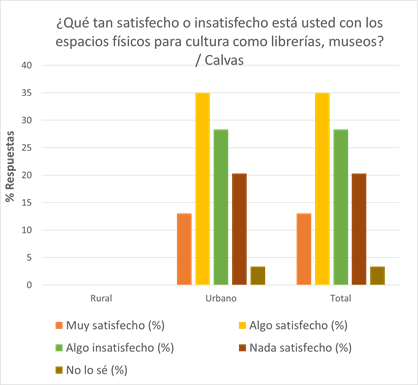 ¿Qué tan satisfecho o insatisfecho está usted con los
espacios físicos para cultura como librerías, museos?
/ Calvas
% Respuestas
40
35
30
25
20
15
10
5
0
Rural Urbano Total
Muy satisfecho (%) Algo satisfecho (%)
Algo insatisfecho (%) Nada satisfecho (%)
No lo sé (%)